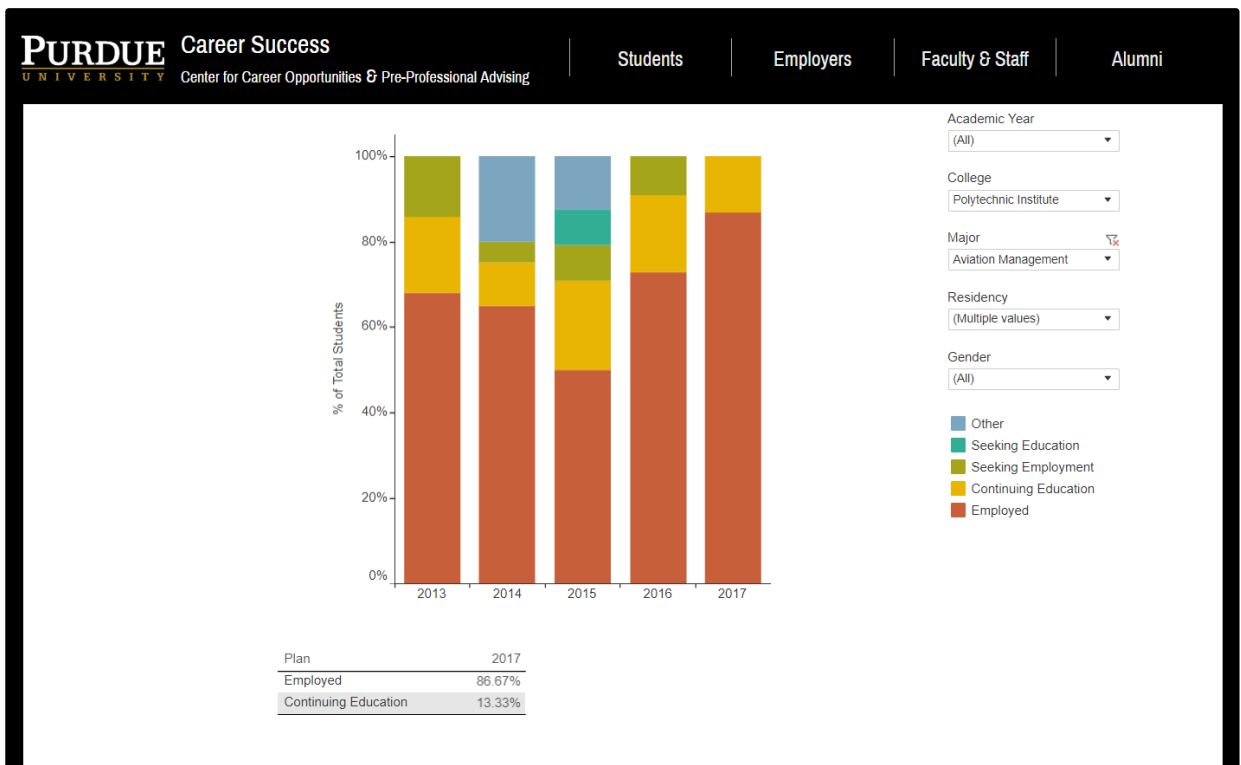 PURDUE
UNIVERSITY
Career Success
Center for Career Opportunities & Pre-Professional Advising
Students
Employers
Faculty & Staff
Alumni
100%
80%
60%
40%
20%
0%
% of Total Students
2013 2014 2015 2016 2017
Academic Year
(All)
College
Polytechnic Institute
Major
Aviation Management
Residency
(Multiple values)
Gender
(All)
Other
Seeking Education
Seeking Employment
Continuing Education
Employed
Plan 2017
Employed 86.67%
Continuing Education 13.33%